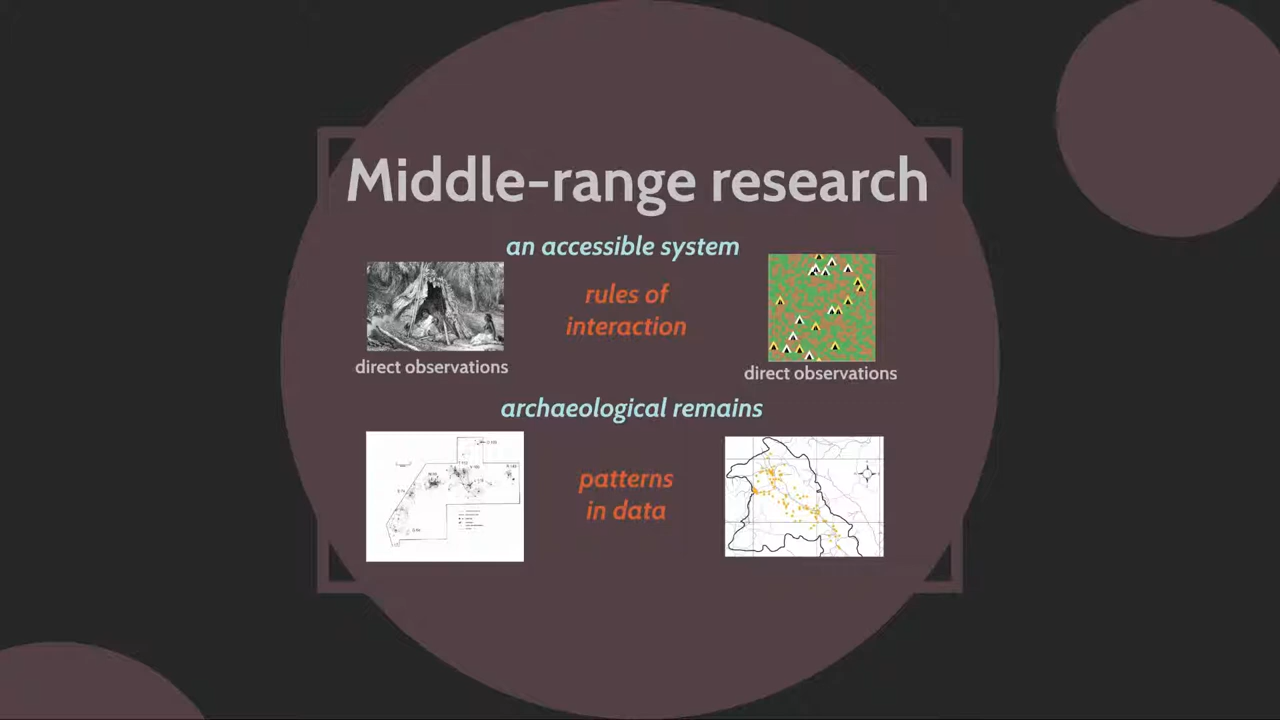 Middle-range research
an accessible system
rules of
interaction
direct observations
direct observations
archaeological remains
patterns
in data